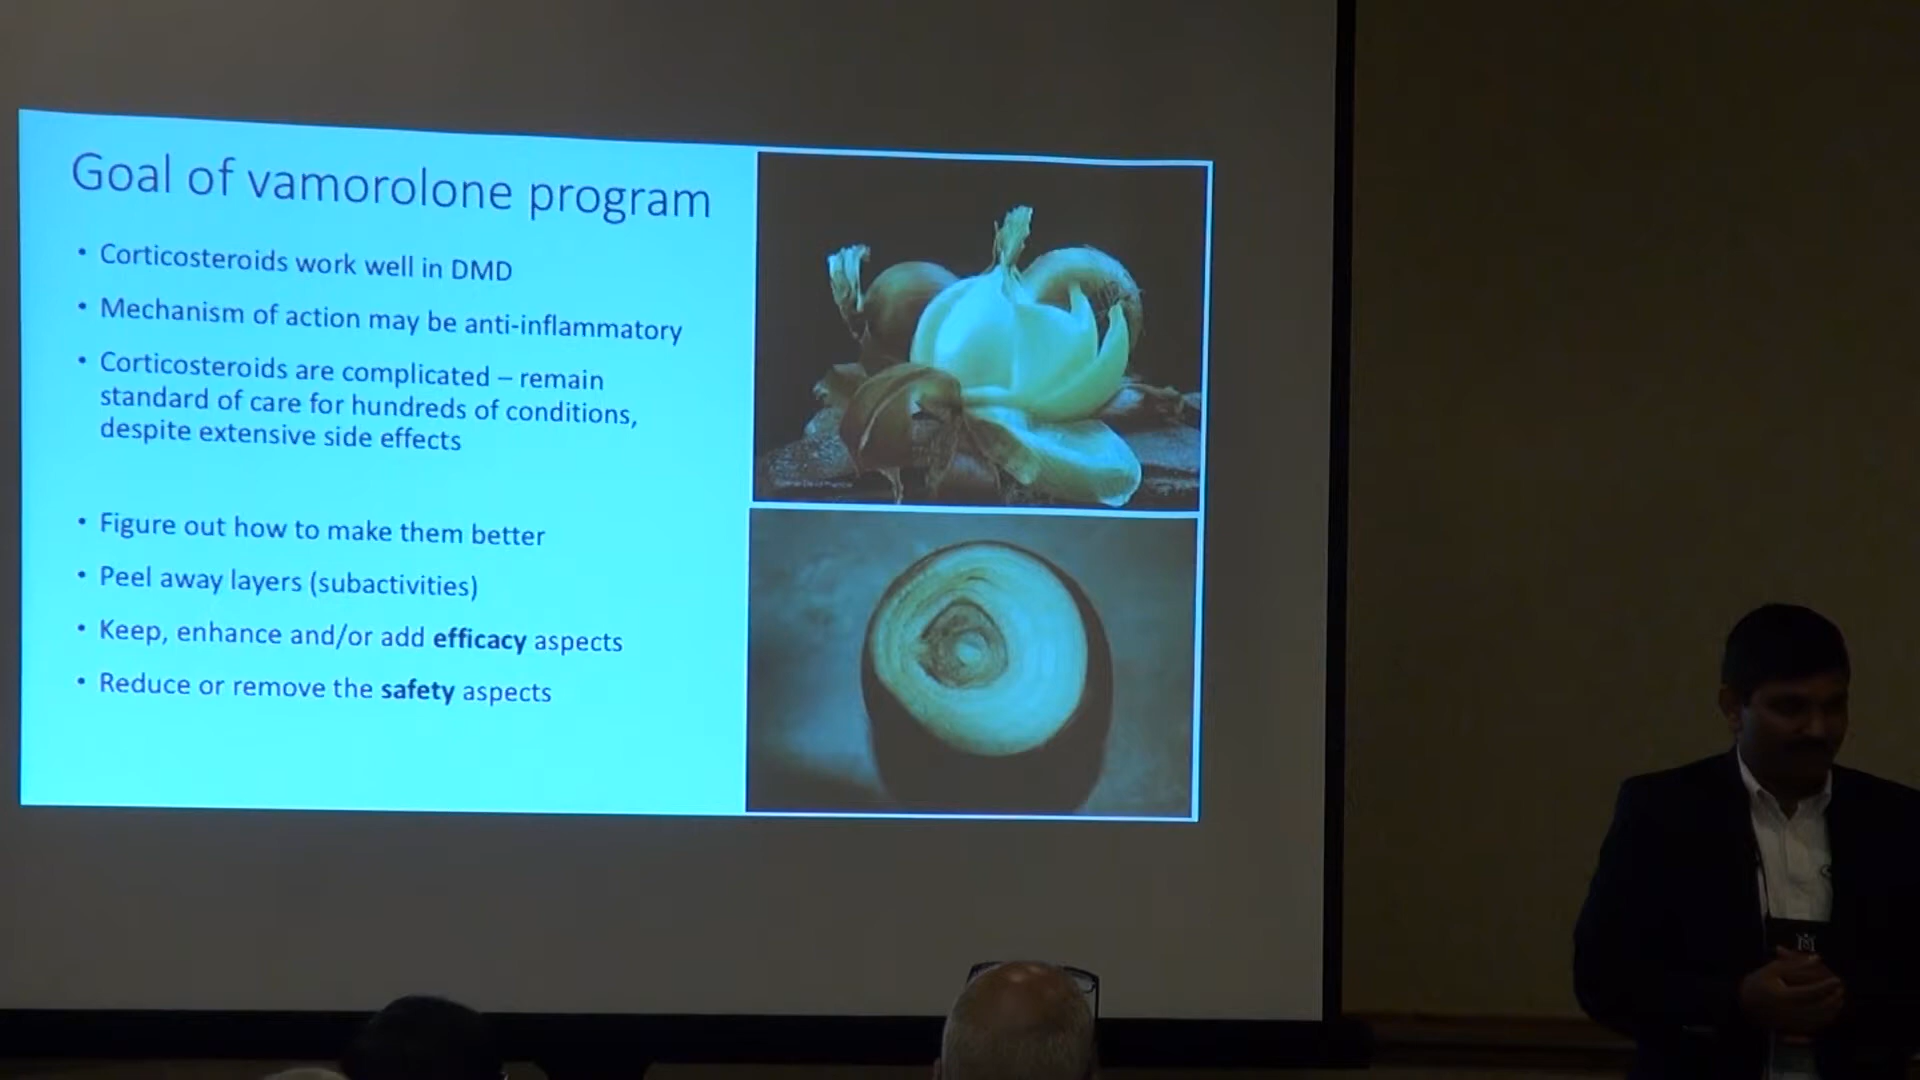 Goal of vamorolone program
• Corticosteroids work well in DMD
• Mechanism of action may be anti-inflammatory
• Corticosteroids are complicated – remain
standard of care for hundreds of conditions,
despite extensive side effects
• Figure out how to make them better
• Peel away layers (subactivities)
• Keep, enhance and/or add efficacy aspects
• Reduce or remove the safety aspects